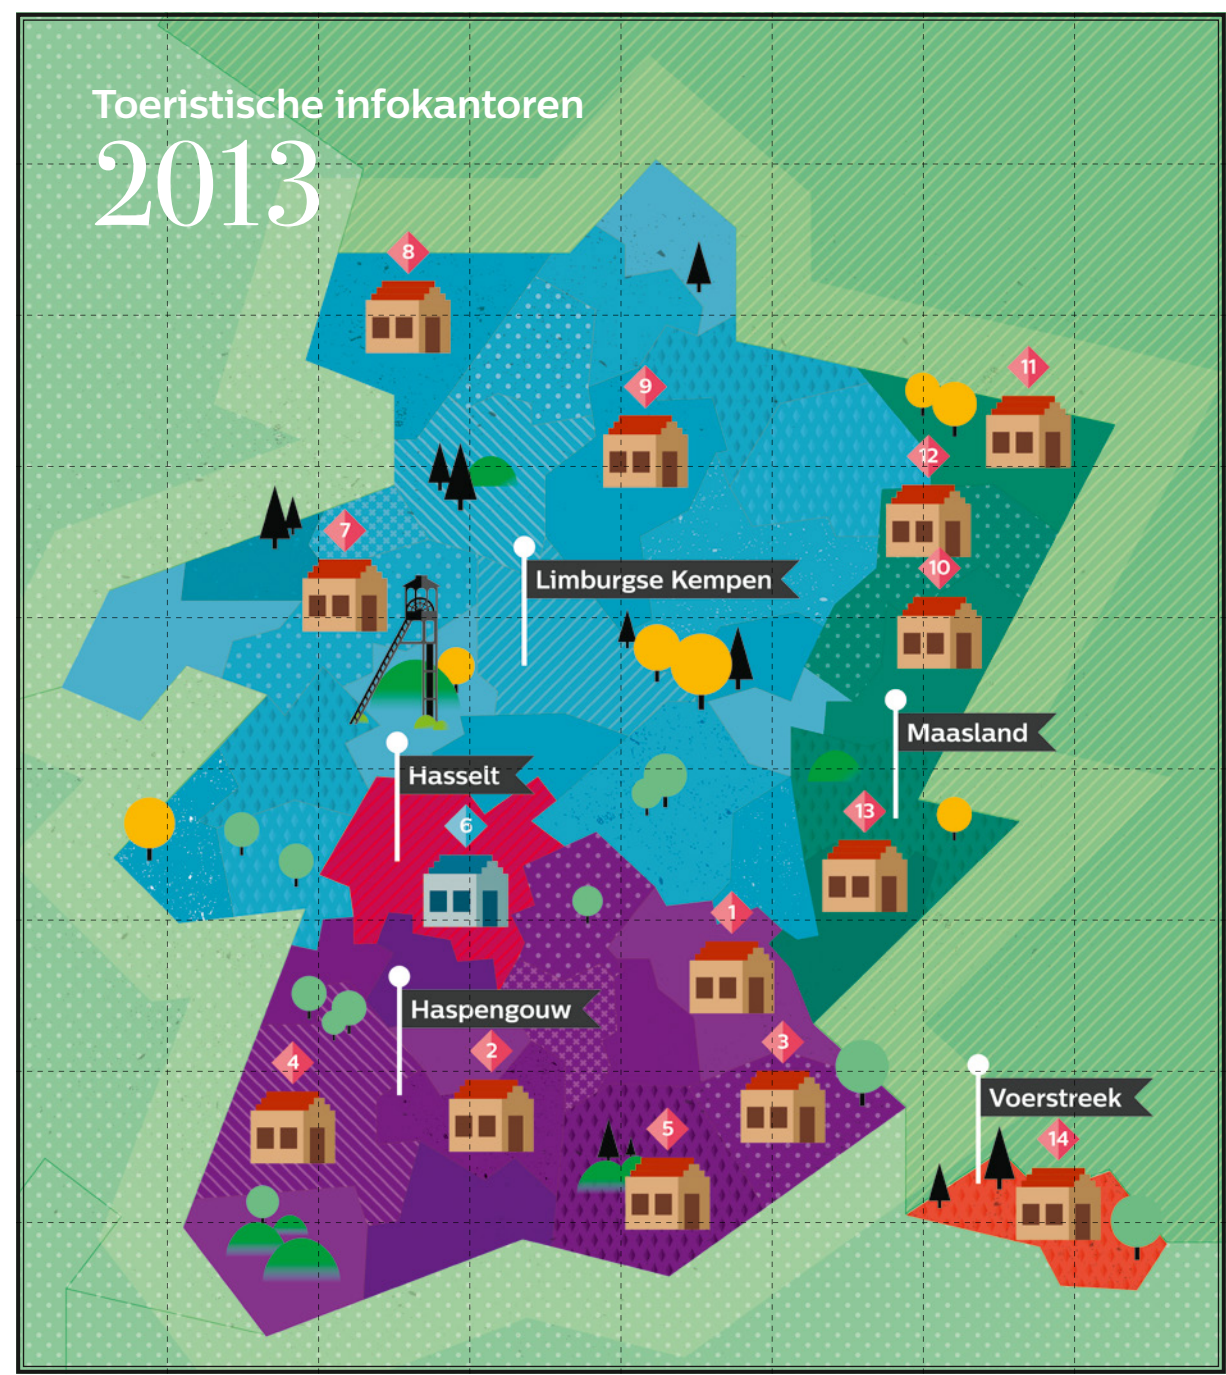 Toeristische infokantoren
2013
8
11
9
12
7
10
Limburgse Kempen
Maasland
Hasselt
13
6
1
Haspengouw
3
2
4
Voerstreek
5
14